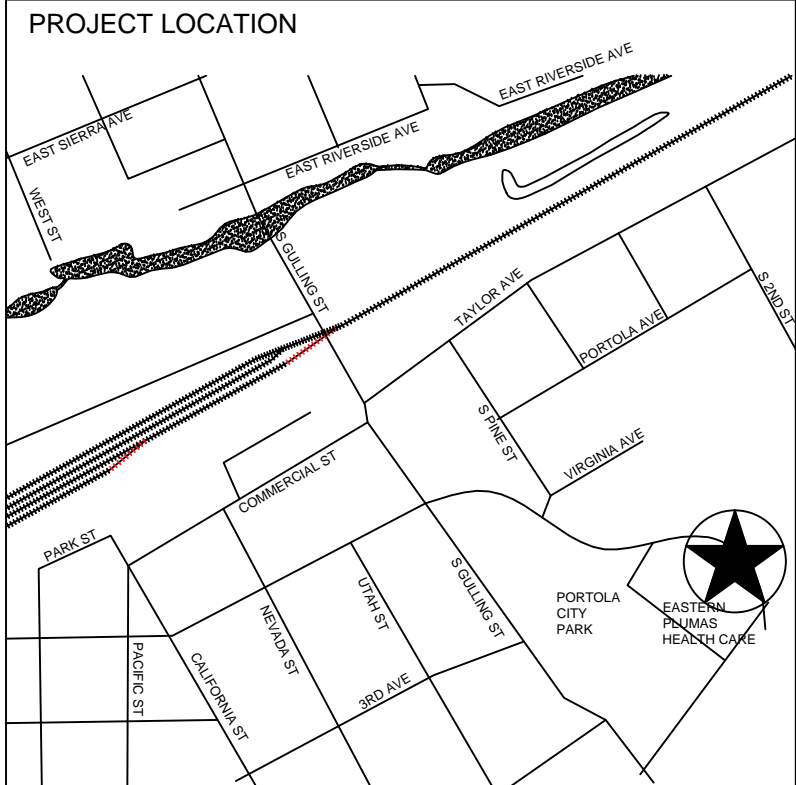 PROJECT LOCATION
EAST RIVERSIDE AVE
EAST SIERRA AVE
EAST RIVERSIDE AVE
WEST ST
S GULLING ST
S 2ND ST
TAYLOR AVE
PORTOLA AVE
S PINE ST
VIRGINIA AVE
COMMERCIAL ST
PARK ST
S GULLING ST
UTAH ST
NEVADA ST
PORTOLA
CITY
PARK
EASTERN
PLUMAS
HEALTH CARE
PACIFIC ST
CALIFORNIA ST
3RD AVE